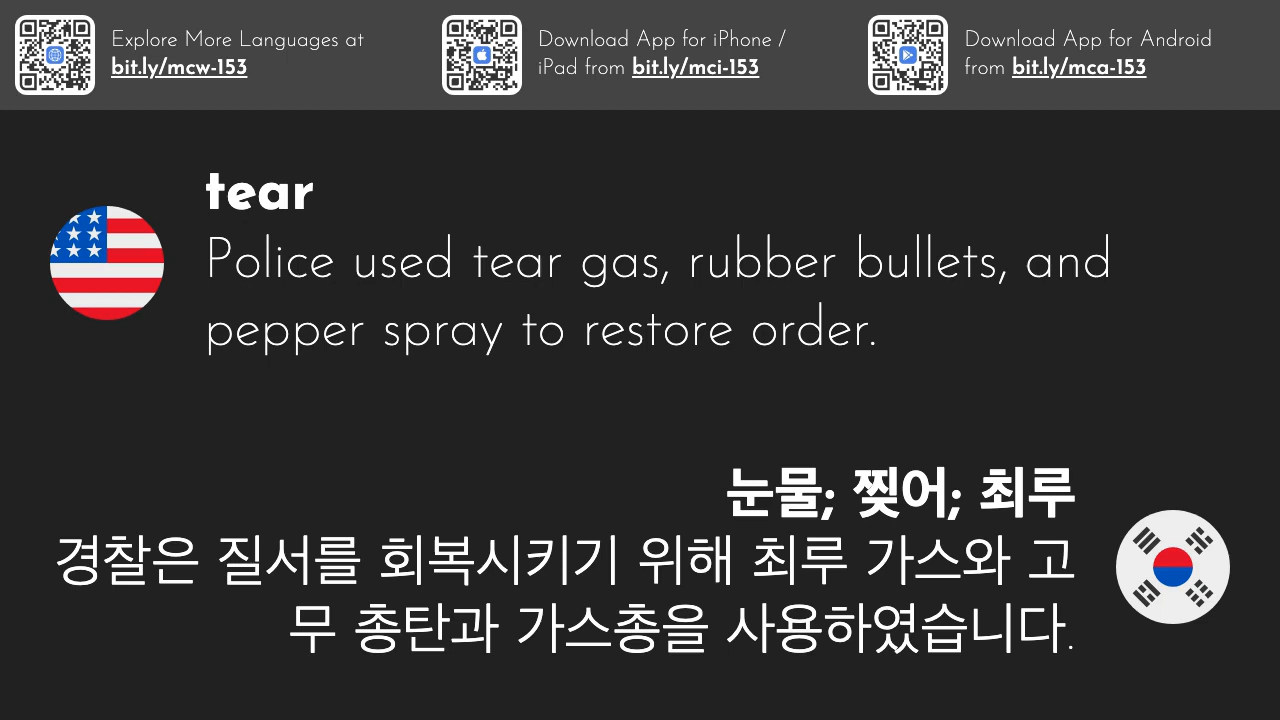 Explore More Languages at
bit.ly/mcw-153
Download App for iPhone /
iPad from bit.ly/mci-153
Download App for Android
from bit.ly/mca-153
tear
Police used tear gas, rubber bullets, and
pepper spray to restore order.
눈물; 찢어; 최루
경찰은 질서를 회복시키기 위해 최루 가스와 고
무 총탄과 가스총을 사용하였습니다.